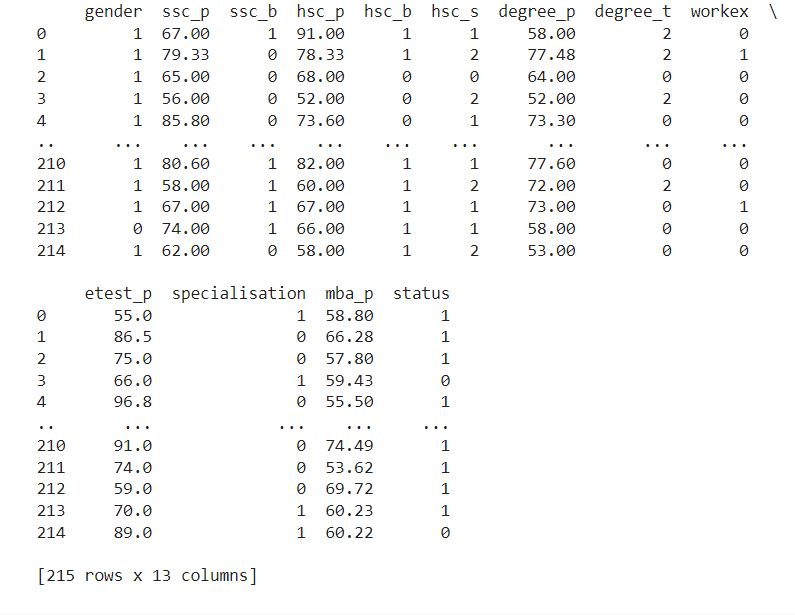 gender ssc_p ssc_b hsc_p hsc_b hsc_s degree_p degree_t workex \
0 1 67.00 1 91.00 1 1 58.00 2 0
1 1 79.33 0 78.33 1 2 77.48 2 1
2 1 65.00 0 68.00 0 0 64.00 0 0
3 1 56.00 0 52.00 0 2 52.00 2 0
4 1 85.80 0 73.60 0 1 73.30 0 0
.. ... ... ... ... ... ... ... ... ...
210 1 80.60 1 82.00 1 1 77.60 0 0
211 1 58.00 1 60.00 1 2 72.00 2 0
212 1 67.00 1 67.00 1 1 73.00 0 1
213 0 74.00 1 66.00 1 1 58.00 0 0
214 1 62.00 0 58.00 1 2 53.00 0 0
etest_p specialisation mba_p status
0 55.0 1 58.80 1
1 86.5 0 66.28 1
2 75.0 0 57.80 1
3 66.0 1 59.43 0
4 96.8 0 55.50 1
.. ... ... ... ...
210 91.0 0 74.49 1
211 74.0 0 53.62 1
212 59.0 0 69.72 1
213 70.0 1 60.23 1
214 89.0 1 60.22 0
[215 rows x 13 columns]